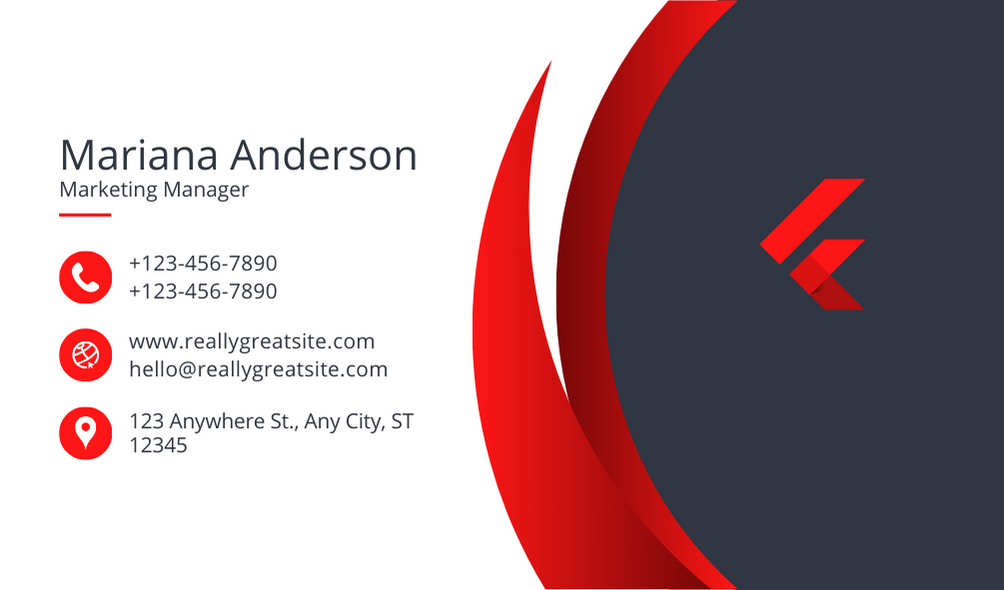 Mariana Anderson
Marketing Manager
+123-456-7890
+123-456-7890
www.reallygreatsite.com
hello@reallygreatsite.com
123 Anywhere St., Any City, ST
12345